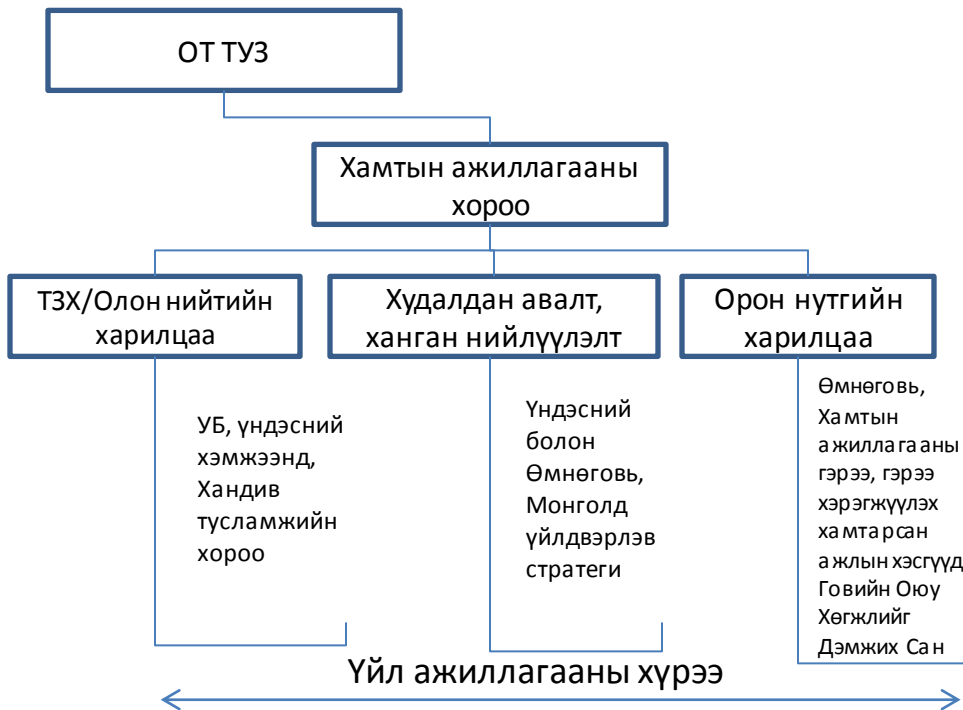 ОТ ТУЗ
Хамтын ажиллагааны
хороо
ТЗХ/Олон нийтийн
харилцаа
Худалдан авалт,
ханган нийлүүлэлт
Орон нутгийн
харилцаа
УБ, үндэсний
хэмжээнд,
Хандив
тусламжийн
хороо
Үндэсний
болон
Өмнөговь,
Монголд
үйлдвэрлэв
стратеги
Өмнөговь,
Хамтын
ажиллагааны
гэрээ, гэрээ
хэрэгжүүлэх
хамтарсан
ажлын хэсгүүд
Говийн Оюу
Хөгжлийг
Дэмжих Сан
Үйл ажиллагааны хүрээ